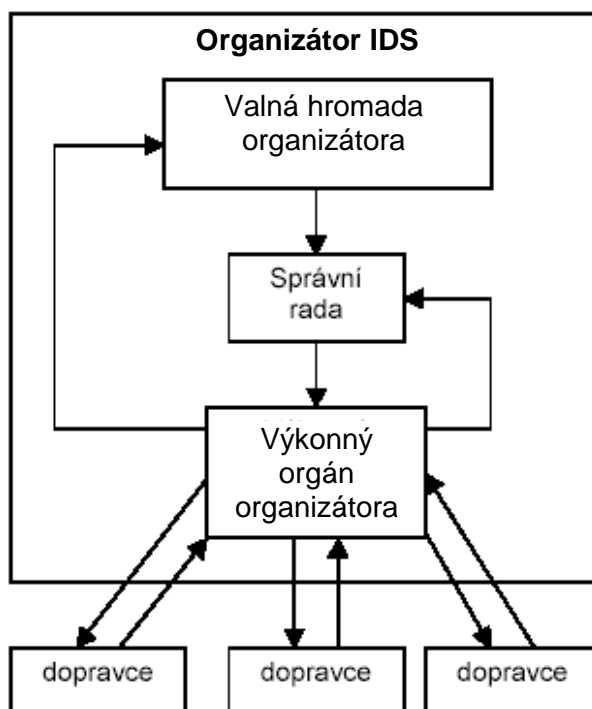 Organizátor IDS
Valná hromada
organizátora
Správní
rada
Výkonný
orgán
organizátora
dopravce
dopravce
dopravce